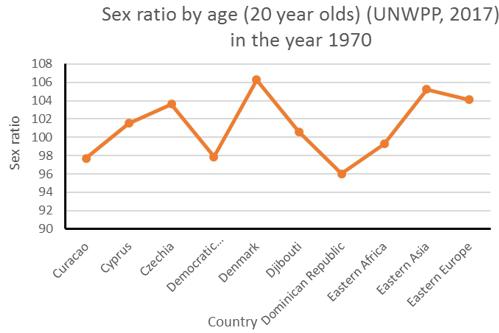 Sex ratio by age (20 year olds) (UNWPP, 2017)
in the year 1970
108
106
104
102
100
98
96
94
92
90
Sex ratio
Curacao
Cyprus
Czechia
Democratic...
Denmark
Djibouti
Dominican Republic
Eastern Africa
Eastern Asia
Eastern Europe
Country